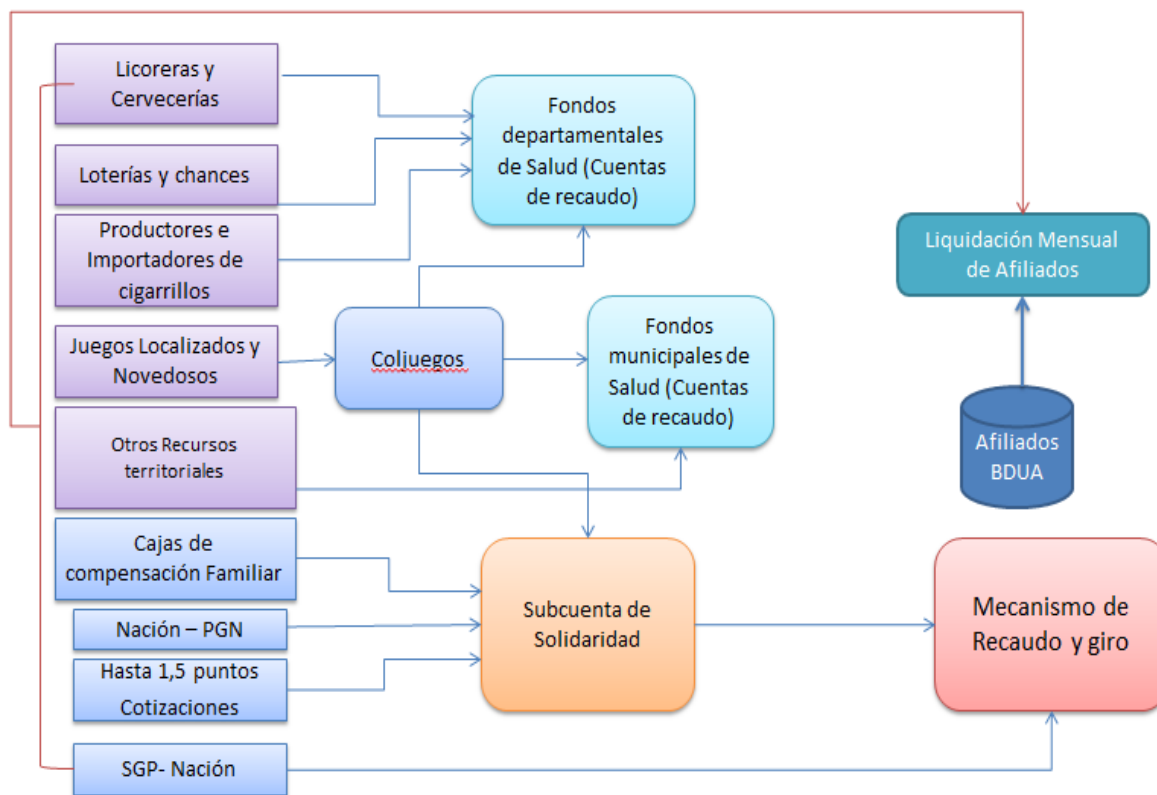 Licoreras y
Cervecerías
Loterías y chances
Productores e
Importadores de
cigarrillos
Juegos Localizados y
Novedosos
Otros Recursos
territoriales
Cajas de
compensación Familiar
Nación – PGN
Hasta 1,5 puntos
Cotizaciones
SGP- Nación
Coljuegos
Fondos
departamentales
de Salud (Cuentas
de recaudo)
Fondos
municipales de
Salud (Cuentas
de recaudo)
Subcuenta de
Solidaridad
Liquidación Mensual
de Afiliados
Afiliados
BDUA
Mecanismo de
Recaudo y giro